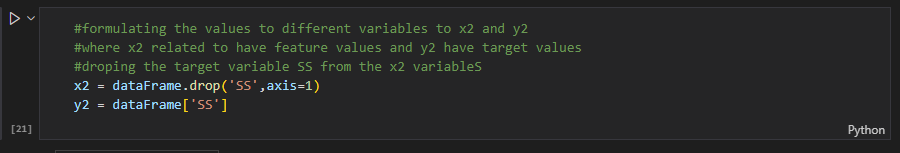 #formulating the values to different variables to x2 and y2
#where x2 related to have feature values and y2 have target values
#droping the target variable SS from the x2 variableS
x2 = dataFrame.drop('SS',axis=1)
y2 = dataFrame['SS']
[21]
Python